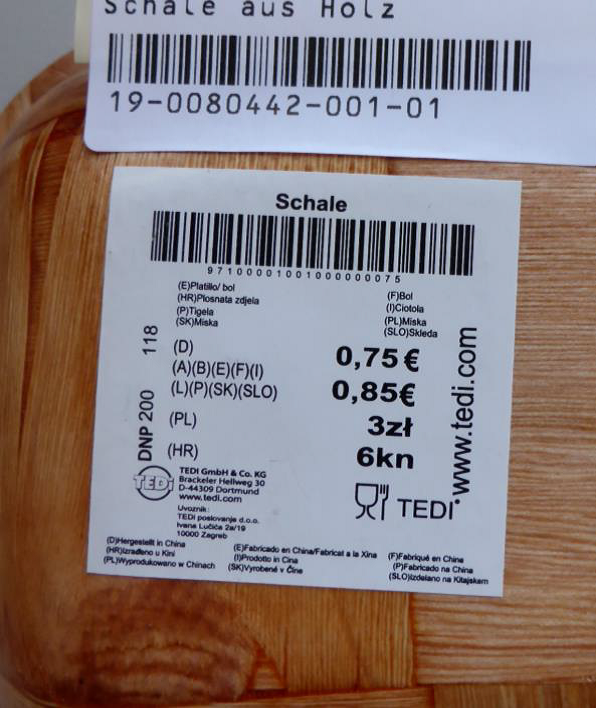 Schale aus Holz
19-0080442-001-01
Schale
9710000100100000000075
(E)Platillo/ bol
(HR)Plosnata zdjela
(P)Tigela
(SK)Miska
(F)Bol
(I)Ciotola
(PL)Miska
(SLO)Skleda
(D) 0,75€
(A)(B)(E)(F)(I)
(L)(P)(SK)(SLO) 0,85€
(PL) 3zł
(HR) 6kn
DNP 200 118
www.tedi.com
TEDi
TEDI GmbH & Co. KG
Brackeler Hellweg 30
D-44309 Dortmund
www.tedi.com
Uvoznik:
TEDI poslovanje d.o.o.
Ivana Lučića 2a/19
10000 Zagreb
TEDI
(D)Hergestellt in China
(HR)Izrađeno u Kini
(PL)Wyprodukowano w Chinach
(E)Fabricado en China/Fabricat a la Xina
(I)Prodotto in Cina
(SK)Vyrobené v Číne
(F)Fabriqué en China
(P)Fabricado na China
(SLO)Izdelano na Kitajskem